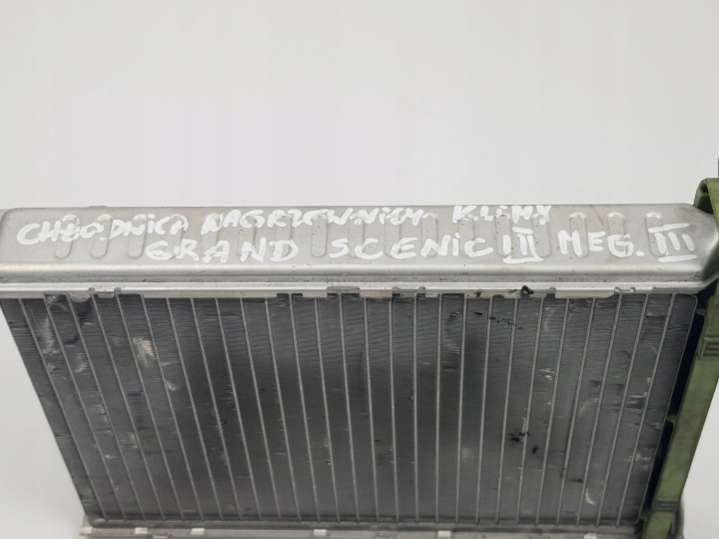 CHŁODNICA NAGRZEWNICY KLIMY
GRAND SCENIC III MEG. III